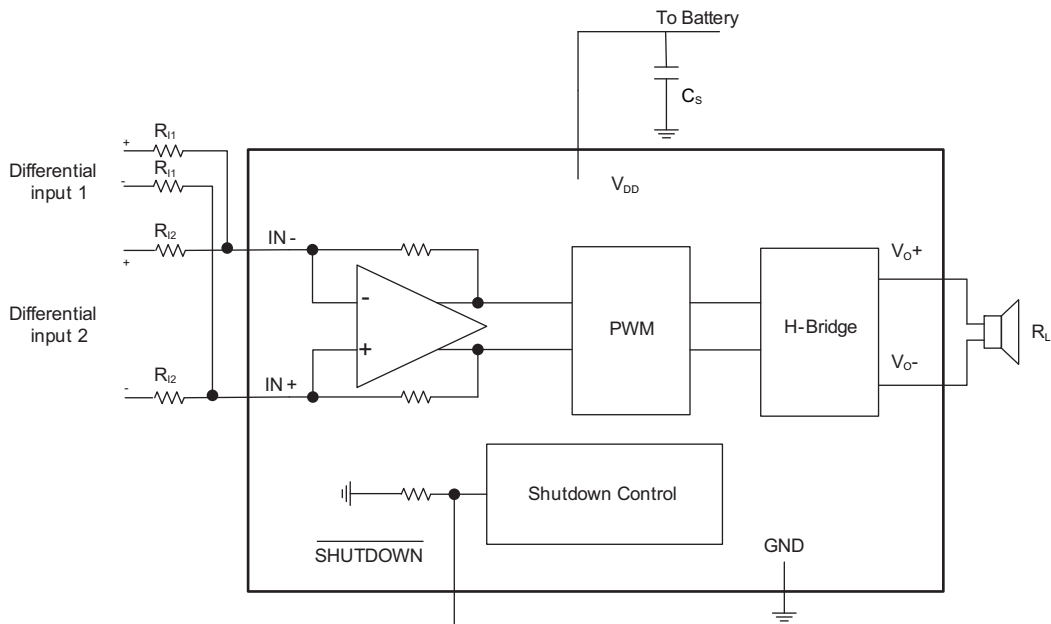 To Battery
C_S
R_I1
+
Differential
input 1
R_I1
-
V_DD
R_I2
+
IN -
-
PWM
H-Bridge
V_O+
Differential
input 2
+
R_L
V_O-
R_I2
-
IN +
Shutdown Control
SHUTDOWN
GND